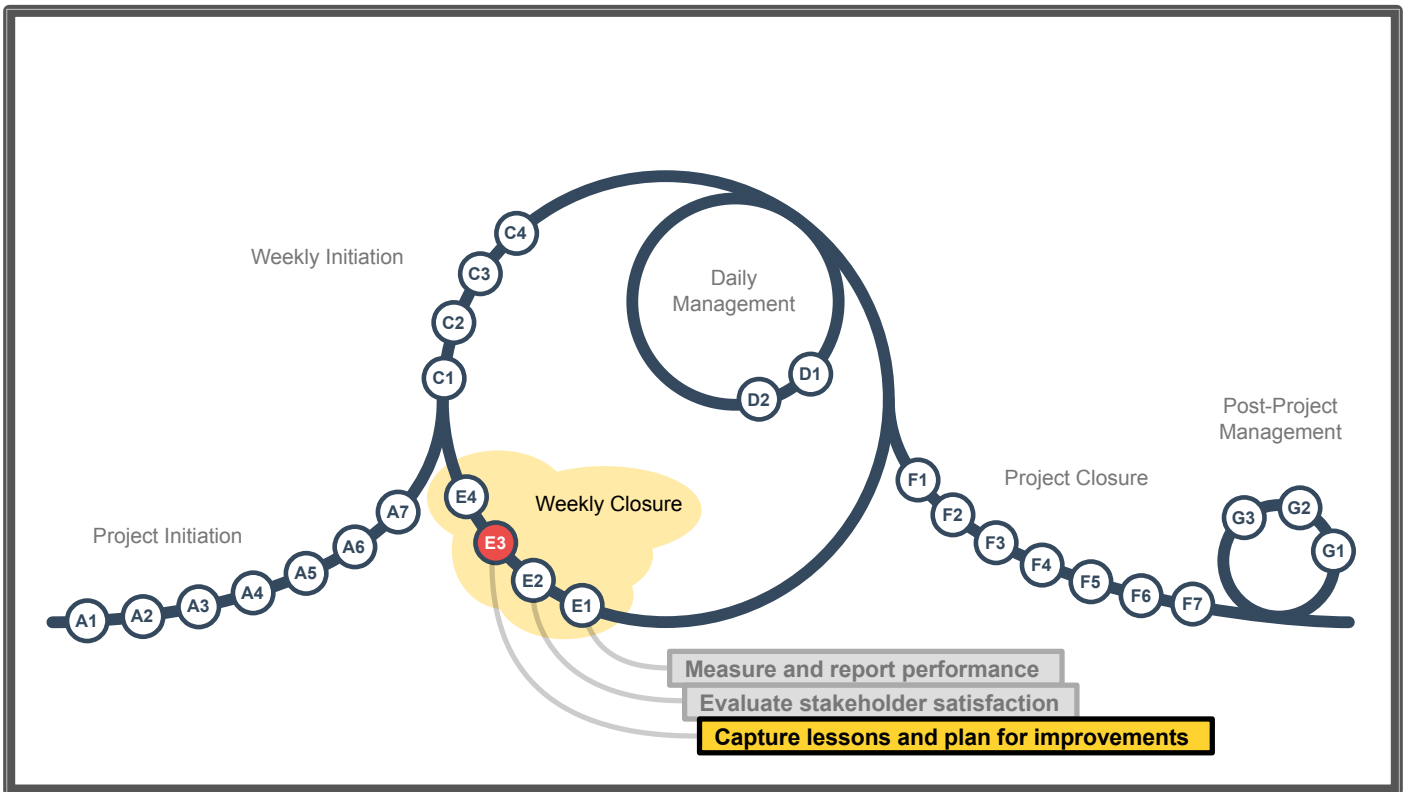 Weekly Initiation
C4
C3
C2
C1
Daily
Management
D1
D2
Post-Project
Management
Project Closure
F1
F2
F3
F4
F5
F6
F7
G3
G2
G1
Project Initiation
A1
A2
A3
A4
A5
A6
A7
Weekly Closure
E4
E3
E2
E1
Measure and report performance
Evaluate stakeholder satisfaction
Capture lessons and plan for improvements